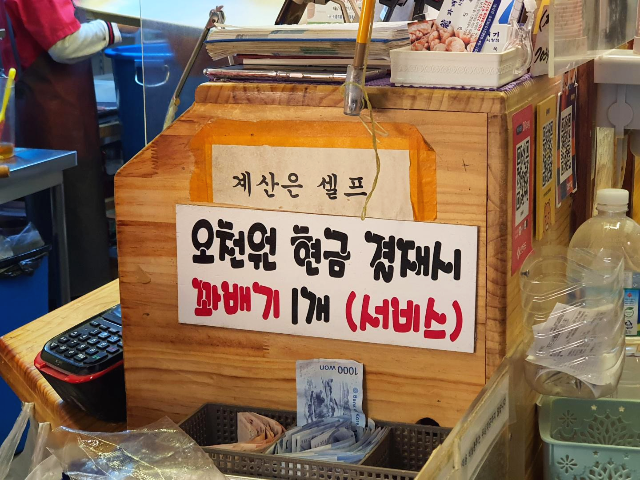 계산은 셀프
오천원 현금 결재시
꽈배기 1개 (서비스)
1000 won